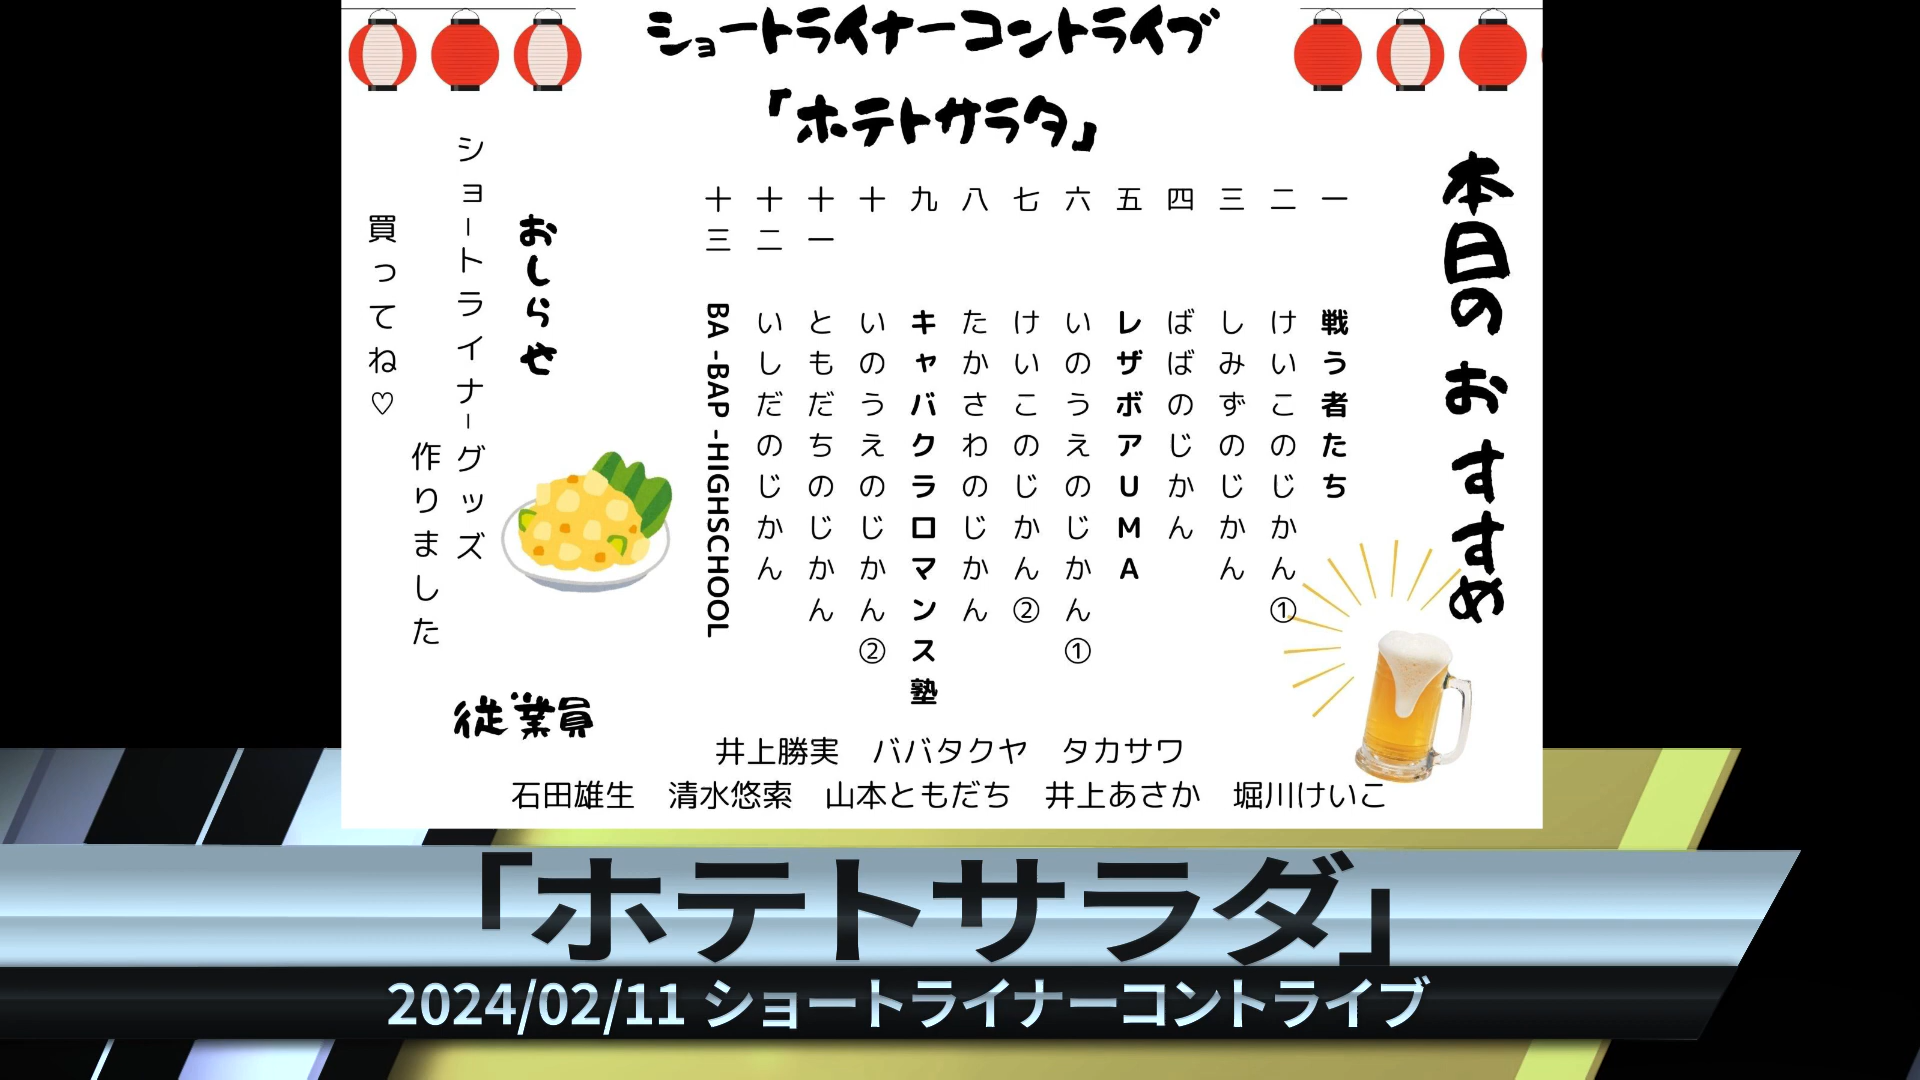 ショートライナーコントライブ
「ホテトサラダ」
本日のおすすめ
一 戦う者たち
二 けいこのじかん①
三 しみずのじかん
四 ばばのじかん
五 レザボアUMA
六 いのうえのじかん①
七 けいこのじかん②
八 たかさわのじかん
九 キャバクラロマンス塾
十 いのうえのじかん②
十一 ともだちのじかん
十二 いしだのじかん
十三 BA-BAP-HIGHSCHOOL
おしらせ
ショートライナーグッズ
作りました
買ってね♡
従業員
井上勝実 ババタクヤ タカサワ
石田雄生 清水悠索 山本ともだち 井上あさか 堀川けいこ
「ホテトサラダ」
2024/02/11 ショートライナーコントライブ